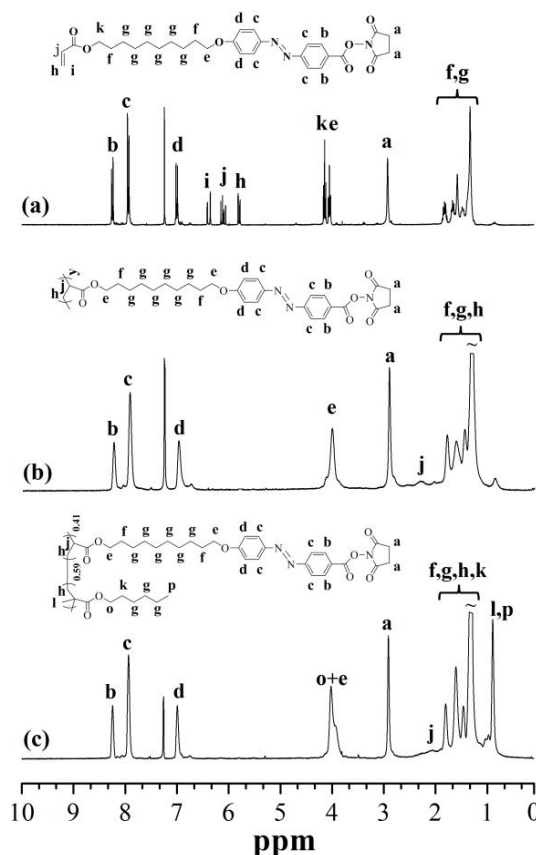 O
j O k g g g f d c b O a
h i f g g g e O d c N N c b O O N O a
f,g
c
b d i j h k e a
(a)
y
h j O f g g g e O d c N N c b O O N O a
O e g g g f d c c b O a
f,g,h
~
c
b d e a j
(b)
0.41
h j O f g g g e O d c N N c b O O N O a
O e g g g f d c c b O a
0.59
h O k g p
l O o g g
f,g,h,k
~
l,p
c
b d o+e a j
(c)
10 9 8 7 6 5 4 3 2 1 0
ppm